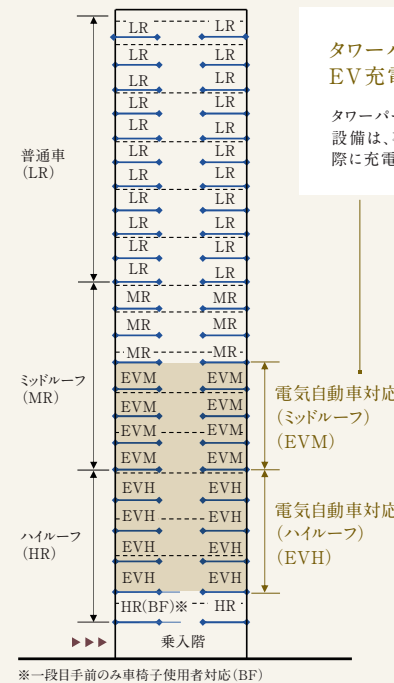 タワーパ
EV充電
タワーパー
設備は、
際に充電
普通車
(LR)
LR LR
LR LR
LR LR
LR LR
LR LR
LR LR
LR LR
LR LR
LR LR
LR LR
LR LR
ミッドルーフ
(MR)
MR MR
MR MR
MR MR
EVM EVM
EVM EVM
EVM EVM
EVM EVM
電気自動車対応
(ミッドルーフ)
(EVM)
ハイルーフ
(HR)
EVH EVH
EVH EVH
EVH EVH
EVH EVH
電気自動車対応
(ハイルーフ)
(EVH)
HR(BF)※ HR
▶▶▶ 乗入階
※一段目手前のみ車椅子使用者対応(BF)